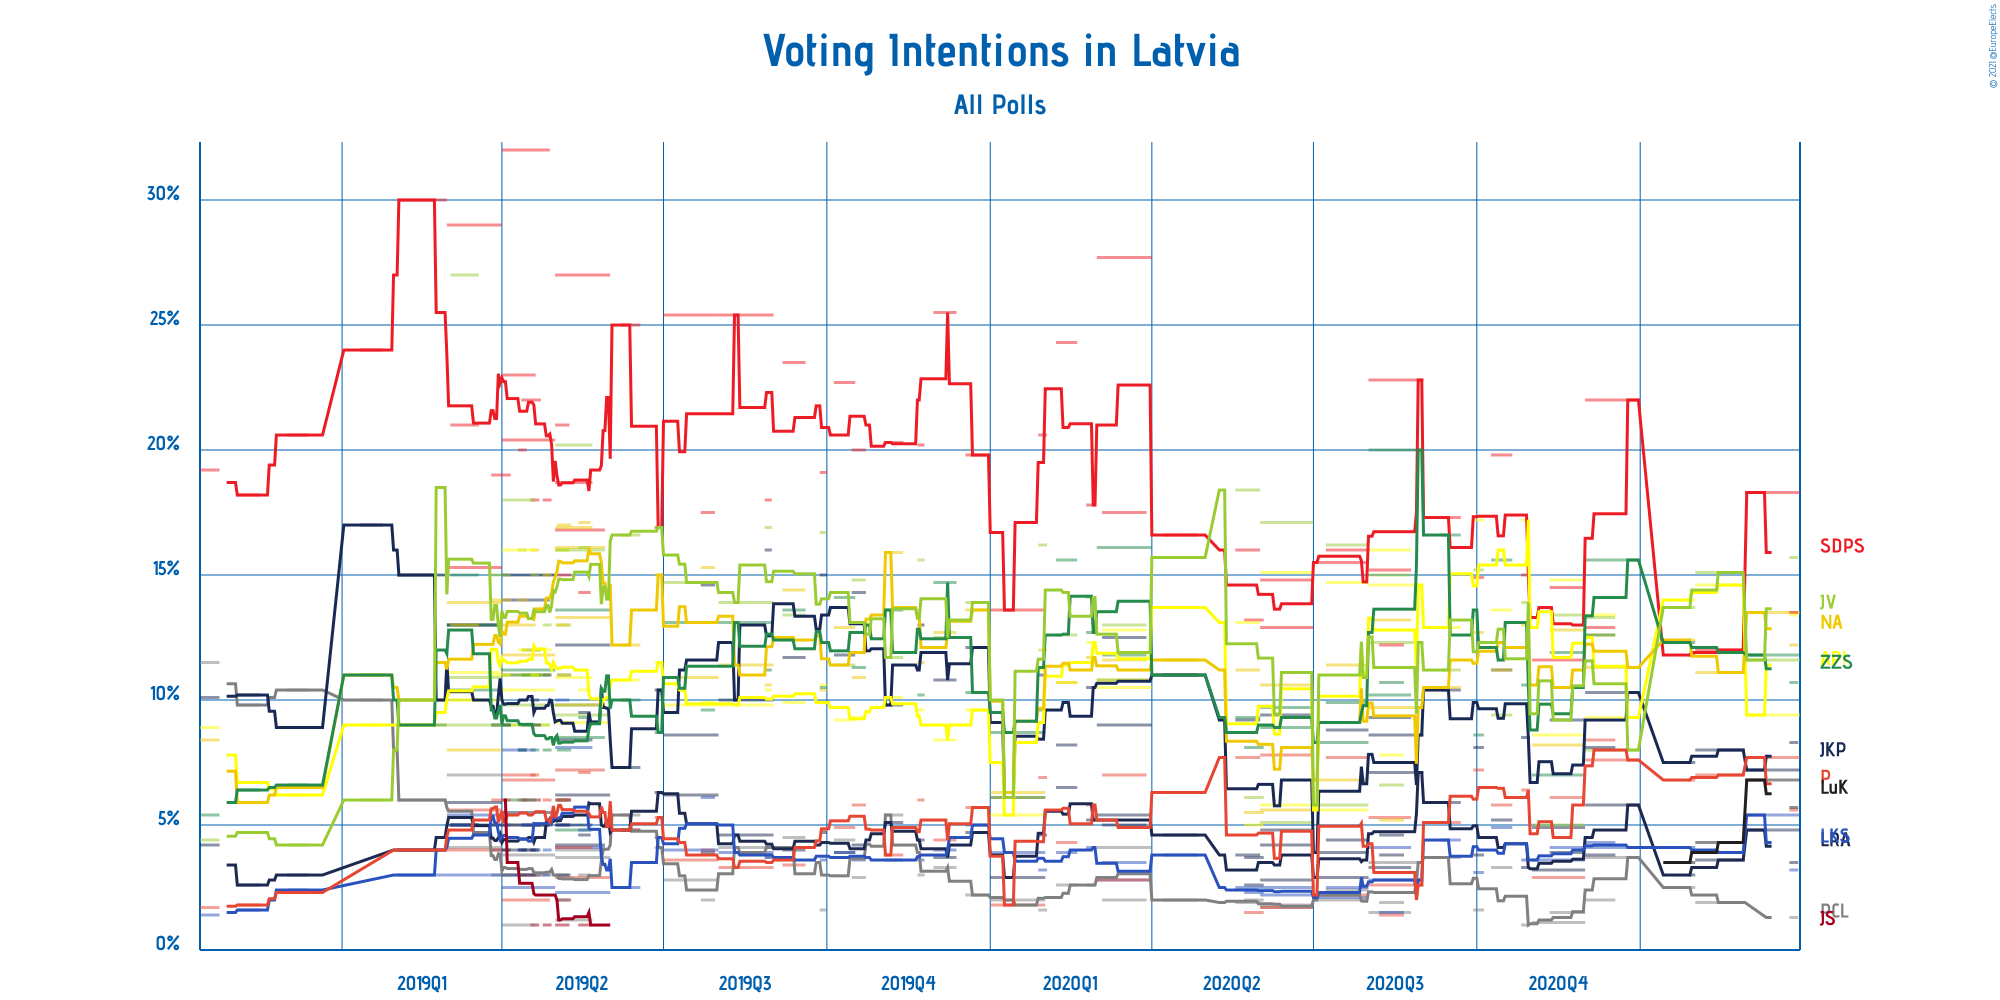 Voting Intentions in Latvia
All Polls
© 2021 @EuropeElects
30%
25%
20%
15%
10%
5%
0%
SDPS
JV
NA
ZZS
JKP
P
LuK
LKS
LRA
PCL
JS
2019Q1 2019Q2 2019Q3 2019Q4 2020Q1 2020Q2 2020Q3 2020Q4